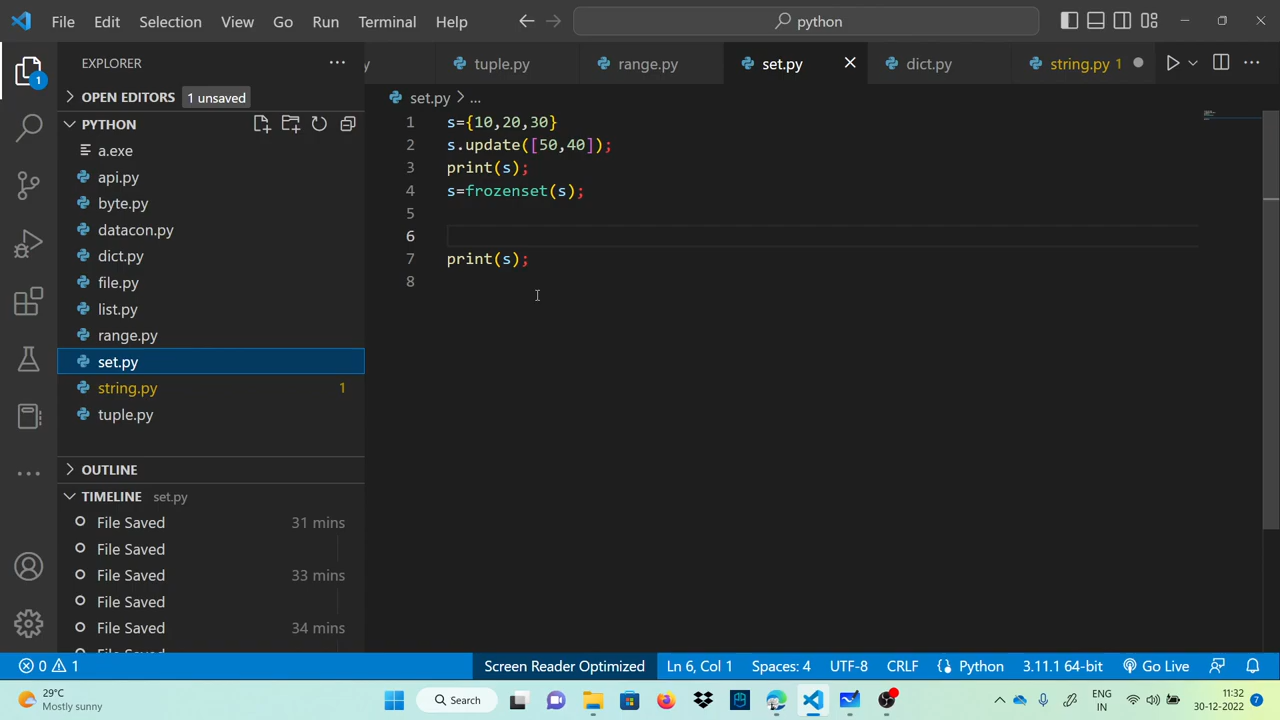 File Edit Selection View Go Run Terminal Help
python
EXPLORER
y
tuple.py
range.py
set.py
dict.py
string.py 1
OPEN EDITORS 1 unsaved
set.py > ...
PYTHON
a.exe
api.py
byte.py
datacon.py
dict.py
file.py
list.py
range.py
set.py
string.py 1
tuple.py
1 s={10,20,30}
2 s.update([50,40]);
3 print(s);
4 s=frozenset(s);
5
6
7 print(s);
8
OUTLINE
TIMELINE set.py
File Saved 31 mins
File Saved
File Saved 33 mins
File Saved
File Saved 34 mins
1
0 1
Screen Reader Optimized
Ln 6, Col 1
Spaces: 4
UTF-8
CRLF
Python
3.11.1 64-bit
Go Live
29°C
Mostly sunny
Search
ENG
IN
11:32
30-12-2022
7